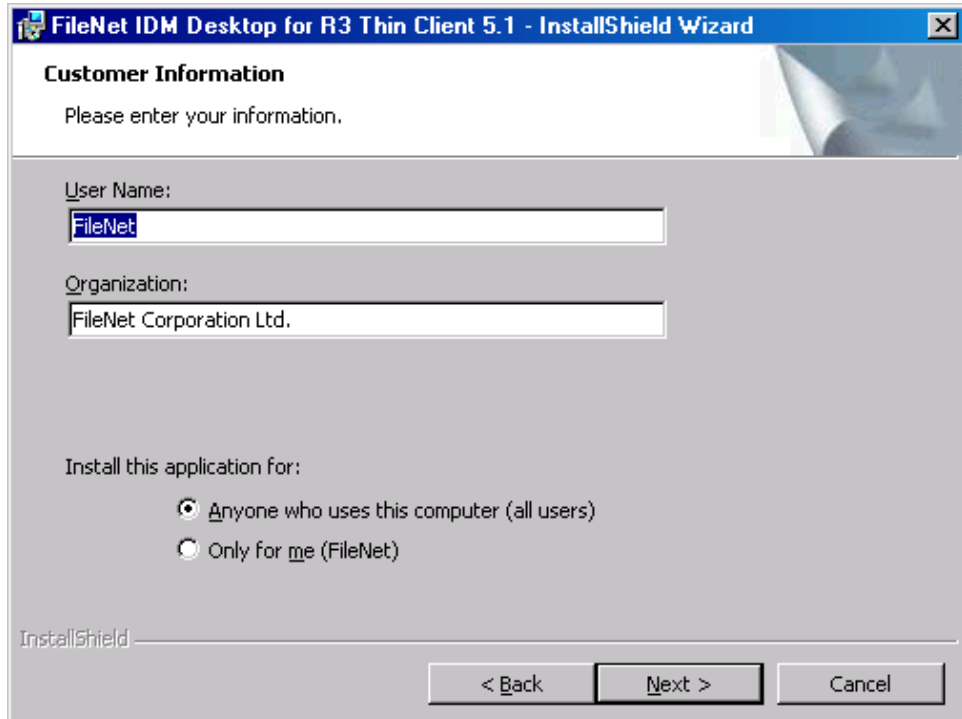 FileNet IDM Desktop for R3 Thin Client 5.1 - InstallShield Wizard
Customer Information
Please enter your information.
User Name:
FileNet
Organization:
FileNet Corporation Ltd.
Install this application for:
Anyone who uses this computer (all users)
Only for me (FileNet)
InstallShield
< Back
Next >
Cancel